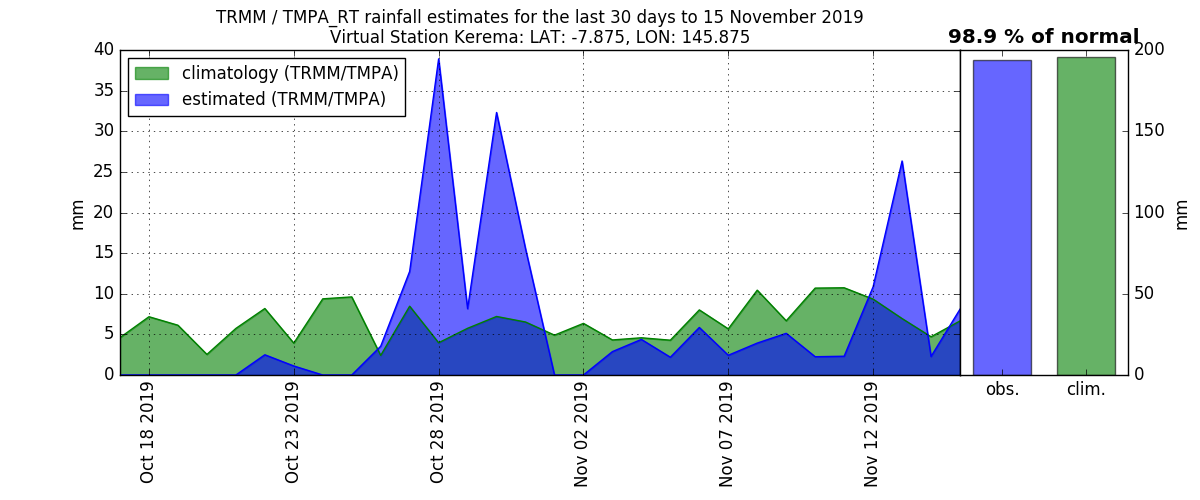 TRMM / TMPA_RT rainfall estimates for the last 30 days to 15 November 2019
Virtual Station Kerema: LAT: -7.875, LON: 145.875
98.9 % of normal
climatology (TRMM/TMPA)
estimated (TRMM/TMPA)
40
35
30
25
20
15
10
5
0
mm
Oct 18 2019
Oct 23 2019
Oct 28 2019
Nov 02 2019
Nov 07 2019
Nov 12 2019
obs.
clim.
200
150
100
50
0
mm